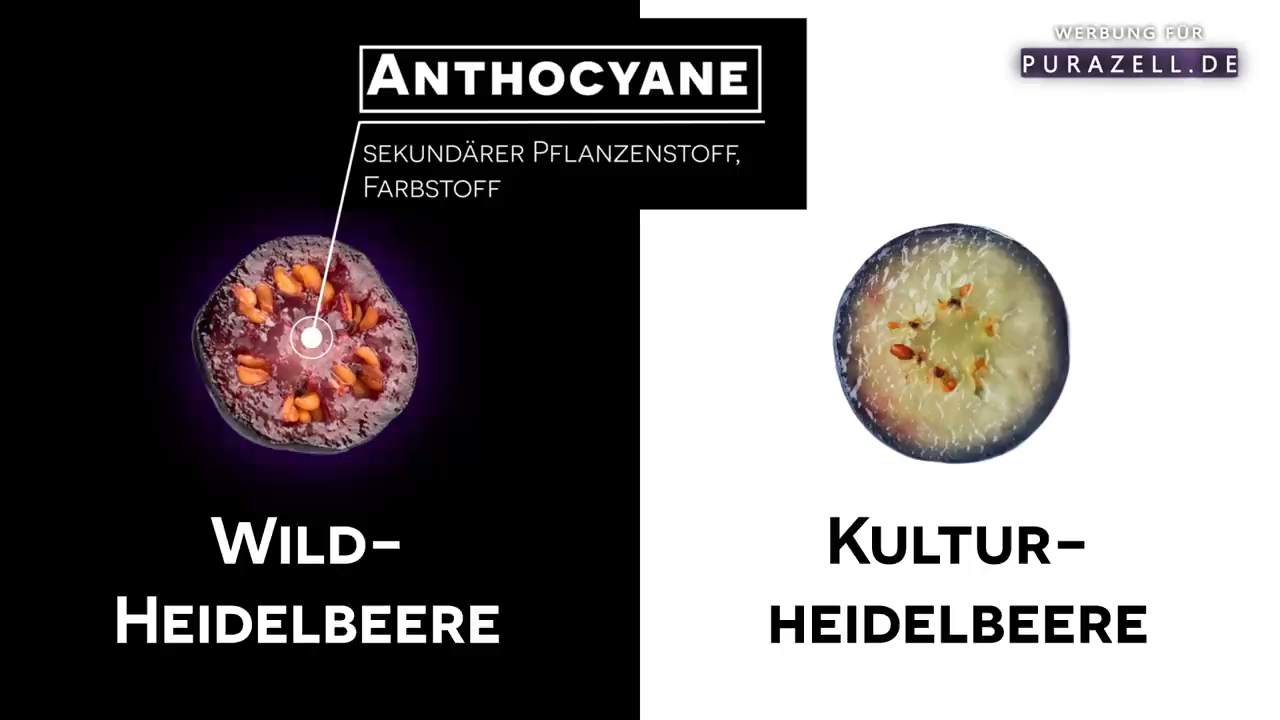 ANTHOCYANE
SEKUNDÄRER PFLANZENSTOFF,
FARBSTOFF
WERBUNG FÜR
PURAZELL.DE
WILD-
HEIDELBEERE
KULTUR-
HEIDELBEERE